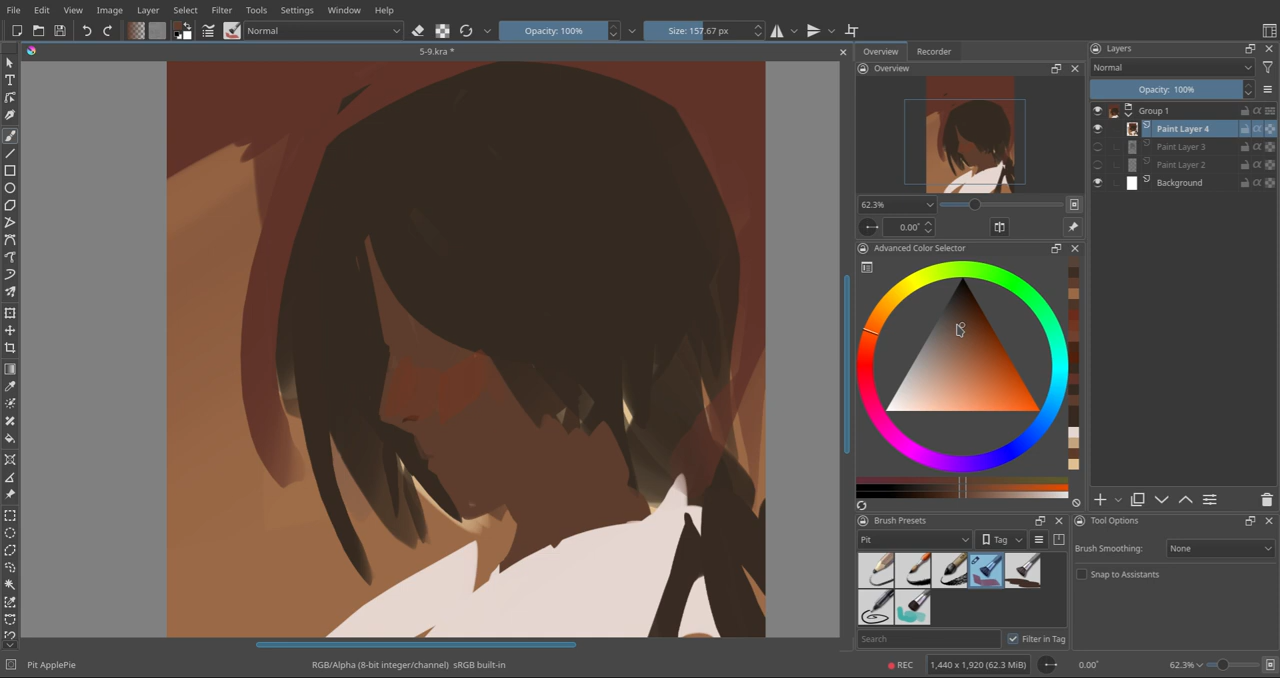 File Edit View Image Layer Select Filter Tools Settings Window Help
Normal Opacity: 100% Size: 157.67 px
5-9.kra *
Overview Recorder
Overview
62.3%
0.00°
Advanced Color Selector
Brush Presets
Pit Tag
Search Filter in Tag
Layers
Normal
Opacity: 100%
Group 1
Paint Layer 4
Paint Layer 3
Paint Layer 2
Background
Tool Options
Brush Smoothing: None
Snap to Assistants
Pit ApplePie RGB/Alpha (8-bit integer/channel) sRGB built-in REC 1,440 x 1,920 (62.3 MiB) 0.00° 62.3%